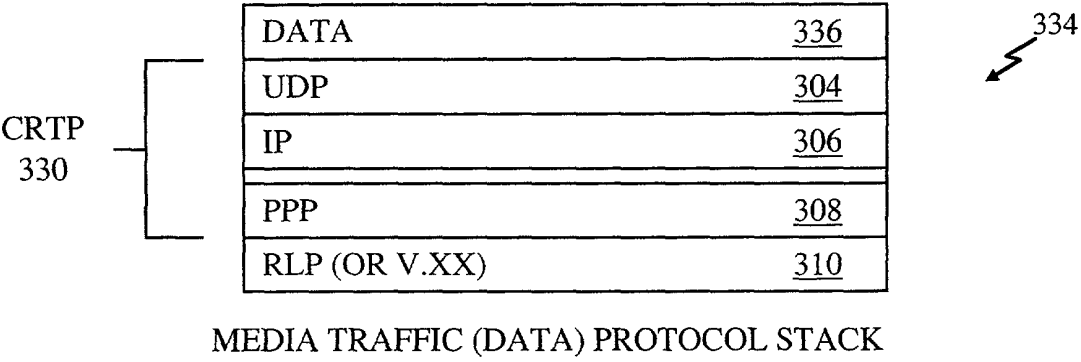 DATA 336
334
UDP 304
CRTP
330
IP 306
PPP 308
RLP (OR V.XX) 310
MEDIA TRAFFIC (DATA) PROTOCOL STACK